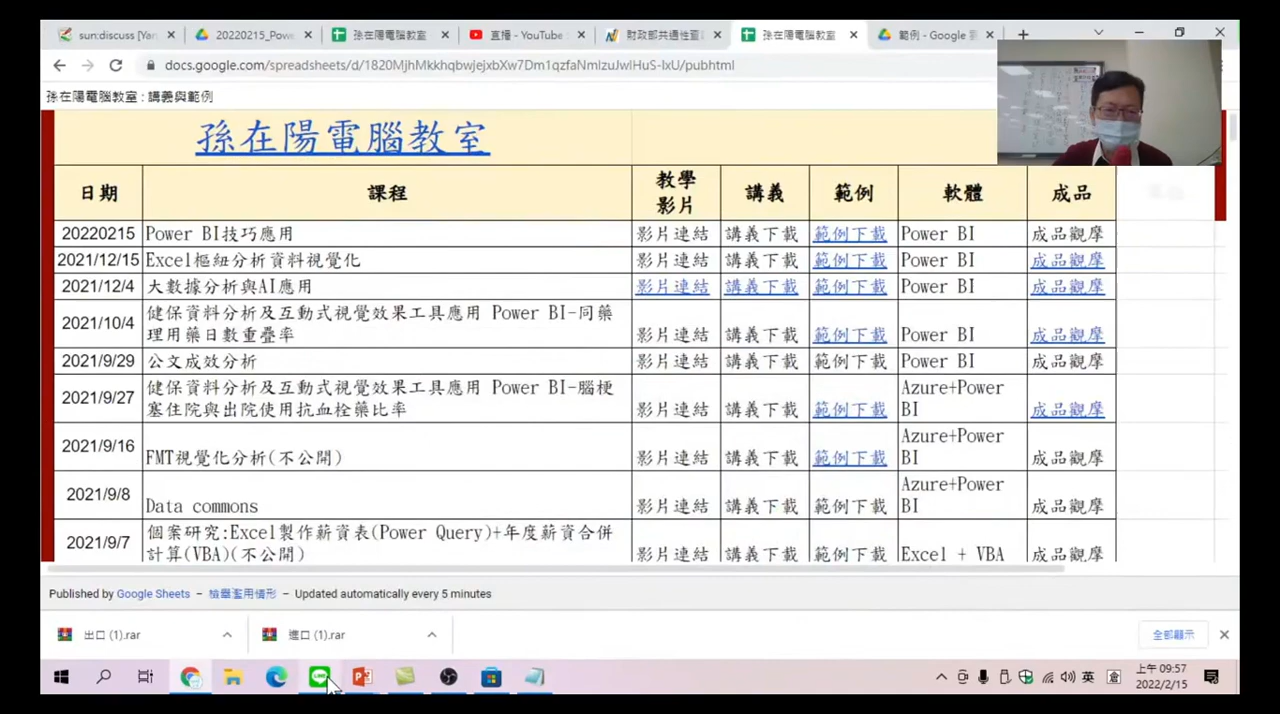 sun:discuss [Yar
20220215_Pow
孫在陽電腦教室
直播 - YouTube S
財政部共通性
孫在陽電腦教室
範例 - Google
docs.google.com/spreadsheets/d/
/pubhtml
孫在陽電腦教室 : 講義與範例
孫在陽電腦教室
日期 課程 教學影片 講義 範例 軟體 成品
20220215 Power BI技巧應用 影片連結 講義下載 範例下載 Power BI 成品觀摩
2021/12/15 Excel樞紐分析資料視覺化 影片連結 講義下載 範例下載 Power BI 成品觀摩
2021/12/4 大數據分析與AI應用 影片連結 講義下載 範例下載 Power BI 成品觀摩
健保資料分析及互動式視覺效果工具應用 Power BI-同藥
2021/10/4 理用藥日數重疊率 影片連結 講義下載 範例下載 Power BI 成品觀摩
2021/9/29 公文成效分析 影片連結 講義下載 範例下載 Power BI 成品觀摩
健保資料分析及互動式視覺效果工具應用 Power BI-腦梗 Azure+Power
2021/9/27 塞住院與出院使用抗血栓藥比率 影片連結 講義下載 範例下載 BI 成品觀摩
Azure+Power
2021/9/16 FMT視覺化分析(不公開) 影片連結 講義下載 範例下載 BI 成品觀摩
Azure+Power
2021/9/8 Data commons 影片連結 講義下載 範例下載 BI 成品觀摩
個案研究:Excel製作薪資表(Power Query)+年度薪資合併
2021/9/7 計算(VBA)(不公開) 影片連結 講義下載 範例下載 Excel + VBA 成品觀摩
Published by Google Sheets – 檢舉濫用情形 – Updated automatically every 5 minutes
出口 (1).rar
進口 (1).rar
全部顯示
英 倉
上午 09:57
2022/2/15